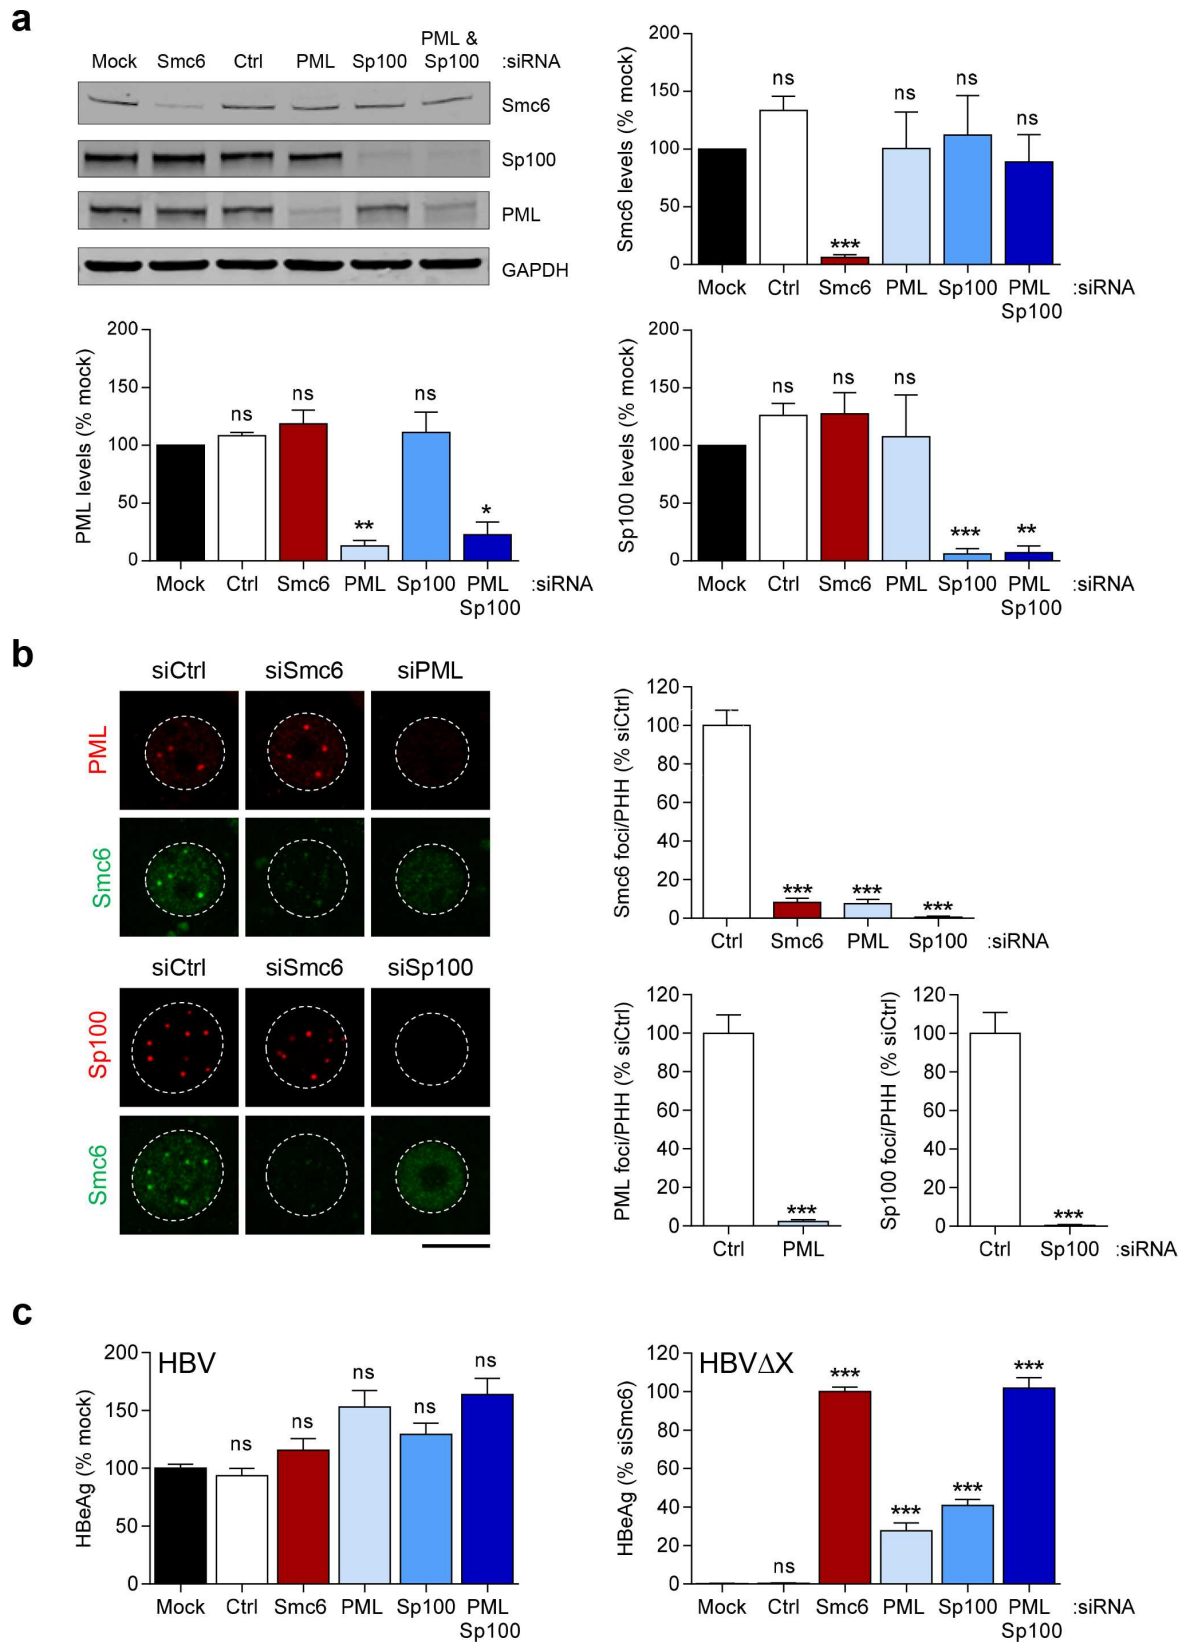 a
PML &
Mock Smc6 Ctrl PML Sp100 Sp100 :siRNA
Smc6
Sp100
PML
GAPDH
Smc6 levels (% mock)
200
150
100
50
0
ns
***
ns
ns
ns
Mock Ctrl Smc6 PML Sp100 PML :siRNA
Sp100
PML levels (% mock)
200
150
100
50
0
ns
ns
**
ns
*
Mock Ctrl Smc6 PML Sp100 PML :siRNA
Sp100
Sp100 levels (% mock)
200
150
100
50
0
ns
ns
ns
***
**
Mock Ctrl Smc6 PML Sp100 PML :siRNA
Sp100
b
siCtrl siSmc6 siPML
PML
Smc6
siCtrl siSmc6 siSp100
Sp100
Smc6
Smc6 foci/PHH (% siCtrl)
120
100
80
60
40
20
0
***
***
***
Ctrl Smc6 PML Sp100 :siRNA
PML foci/PHH (% siCtrl)
120
100
80
60
40
20
0
***
Ctrl PML
Sp100 foci/PHH (% siCtrl)
120
100
80
60
40
20
0
***
Ctrl Sp100 :siRNA
c
HBV
HBeAg (% mock)
200
150
100
50
0
ns
ns
ns
ns
ns
Mock Ctrl Smc6 PML Sp100 PML
Sp100
HBVΔX
HBeAg (% siSmc6)
120
100
80
60
40
20
0
ns
***
***
***
***
Mock Ctrl Smc6 PML Sp100 PML :siRNA
Sp100